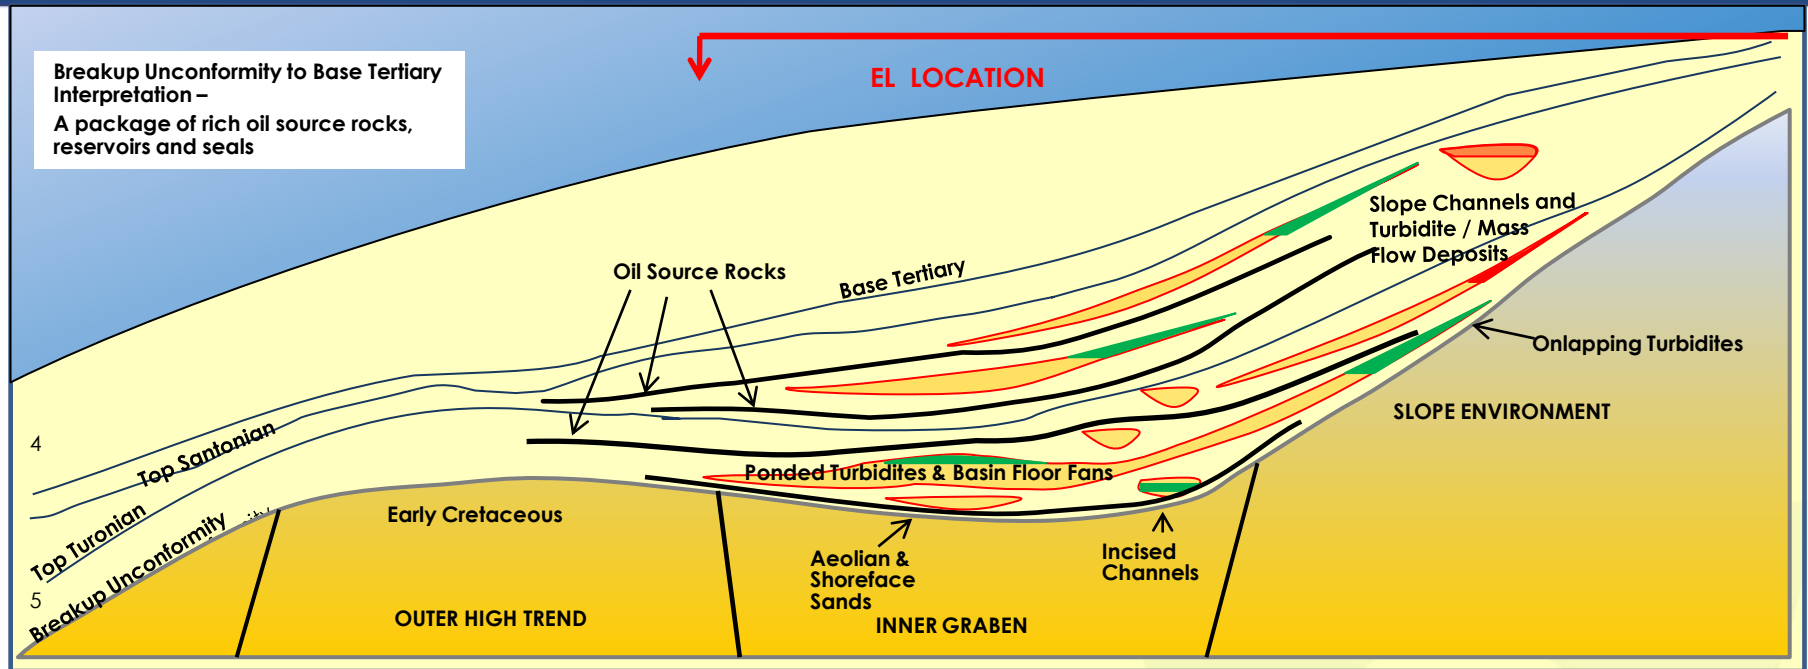 Breakup Unconformity to Base Tertiary
Interpretation –
A package of rich oil source rocks,
reservoirs and seals
EL LOCATION
Slope Channels and
Turbidite / Mass
Flow Deposits
Oil Source Rocks
Base Tertiary
Onlapping Turbidites
SLOPE ENVIRONMENT
4
Top Santonian
Ponded Turbidites & Basin Floor Fans
Early Cretaceous
Top Turonian
Breakup Unconformity
5
Aeolian &
Shoreface
Sands
Incised
Channels
OUTER HIGH TREND
INNER GRABEN